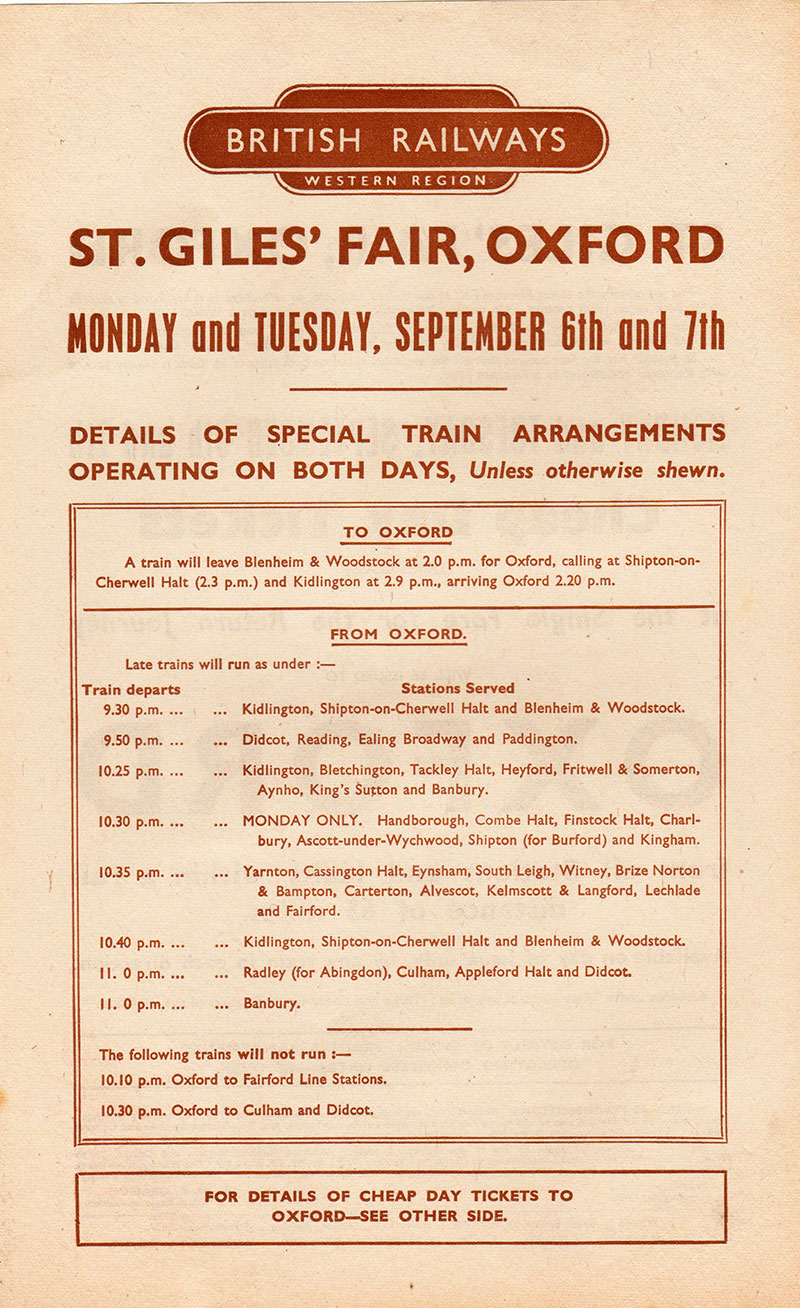 BRITISH RAILWAYS
WESTERN REGION
ST. GILES' FAIR, OXFORD
MONDAY and TUESDAY, SEPTEMBER 6th and 7th
DETAILS OF SPECIAL TRAIN ARRANGEMENTS
OPERATING ON BOTH DAYS, Unless otherwise shewn.
TO OXFORD
A train will leave Blenheim & Woodstock at 2.0 p.m. for Oxford, calling at Shipton-on-
Cherwell Halt (2.3 p.m.) and Kidlington at 2.9 p.m., arriving Oxford 2.20 p.m.
FROM OXFORD.
Late trains will run as under :—
Train departs Stations Served
9.30 p.m. ... ... Kidlington, Shipton-on-Cherwell Halt and Blenheim & Woodstock.
9.50 p.m. ... ... Didcot, Reading, Ealing Broadway and Paddington.
10.25 p.m. ... ... Kidlington, Bletchington, Tackley Halt, Heyford, Fritwell & Somerton,
Aynho, King's Sutton and Banbury.
10.30 p.m. ... ... MONDAY ONLY. Handborough, Combe Halt, Finstock Halt, Charl-
bury, Ascott-under-Wychwood, Shipton (for Burford) and Kingham.
10.35 p.m. ... ... Yarnton, Cassington Halt, Eynsham, South Leigh, Witney, Brize Norton
& Bampton, Carterton, Alvescot, Kelmscott & Langford, Lechlade
and Fairford.
10.40 p.m. ... ... Kidlington, Shipton-on-Cherwell Halt and Blenheim & Woodstock.
11. 0 p.m. ... ... Radley (for Abingdon), Culham, Appleford Halt and Didcot.
11. 0 p.m. ... ... Banbury.
The following trains will not run :—
10.10 p.m. Oxford to Fairford Line Stations.
10.30 p.m. Oxford to Culham and Didcot.
FOR DETAILS OF CHEAP DAY TICKETS TO
OXFORD—SEE OTHER SIDE.